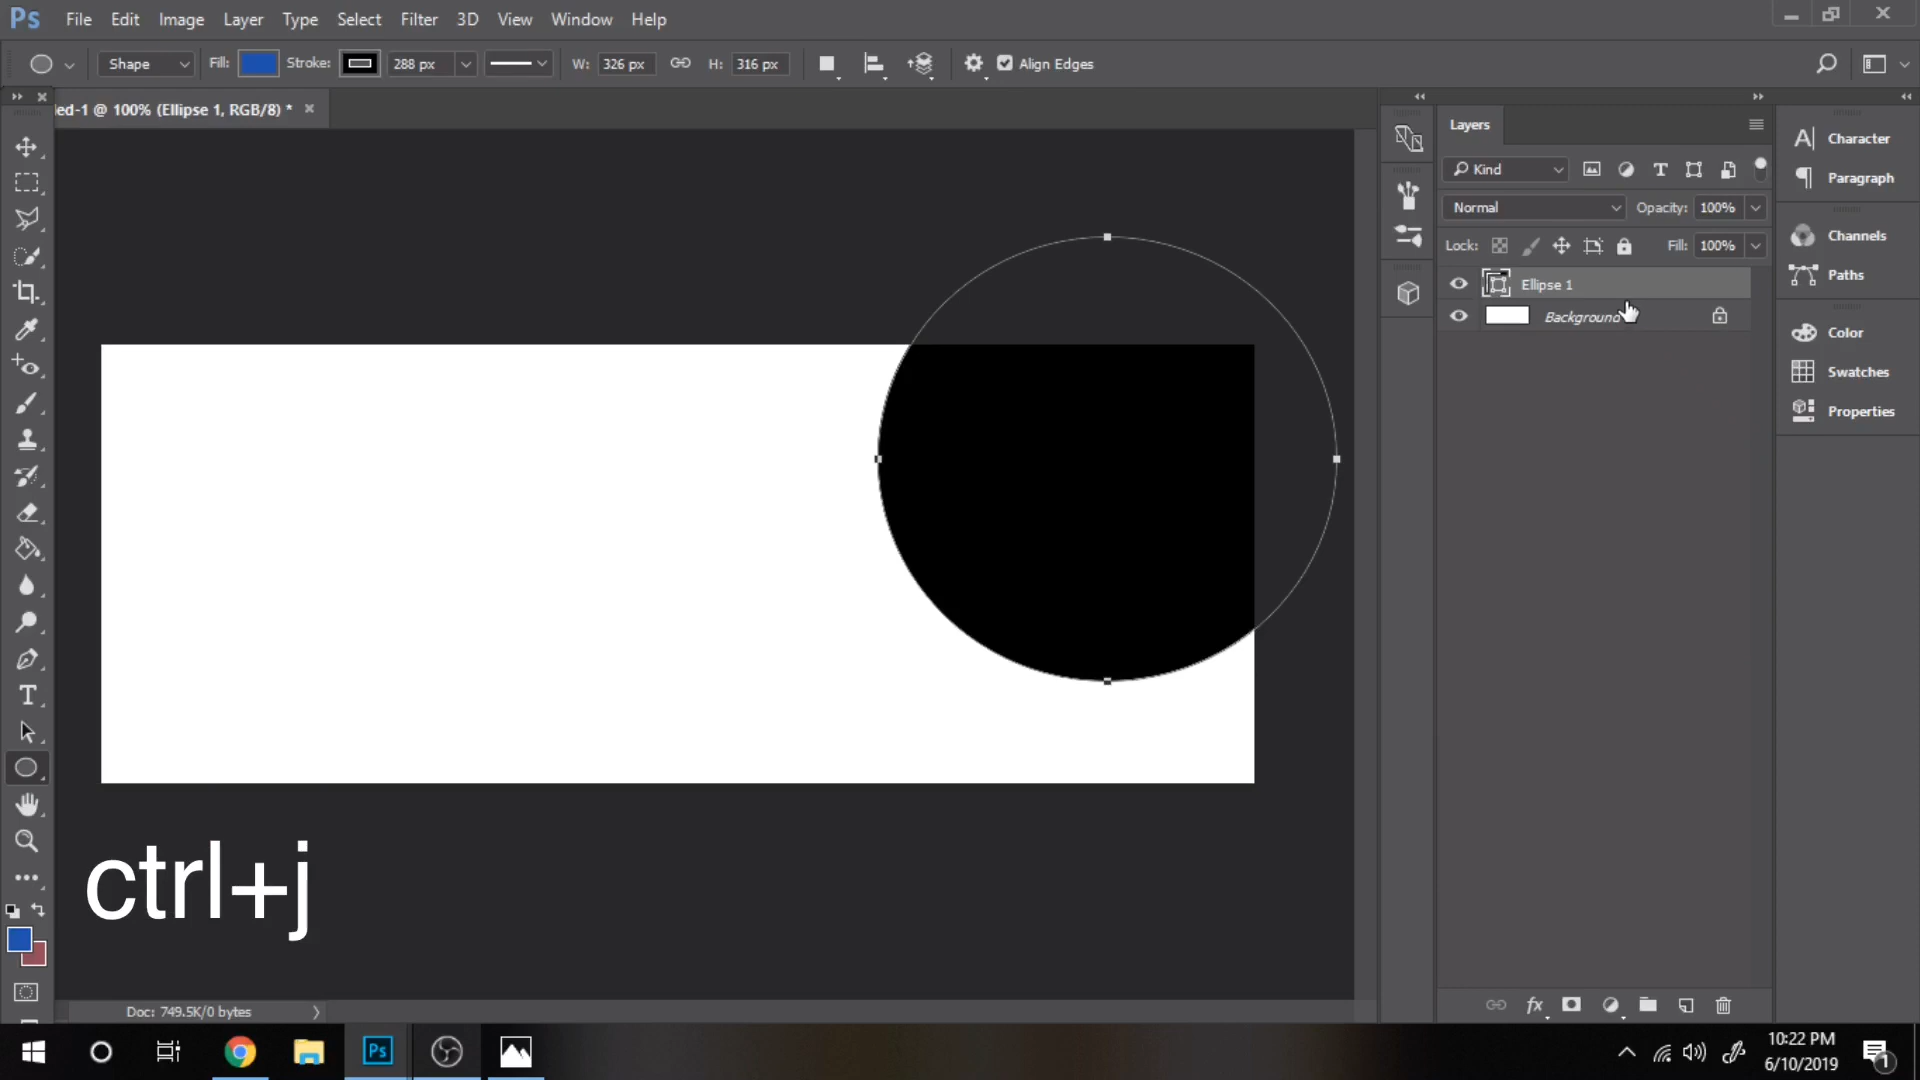 Ps File Edit Image Layer Type Select Filter 3D View Window Help
Shape Fill: Stroke: 288 px W: 326 px H: 316 px Align Edges
ed-1 @ 100% (Ellipse 1, RGB/8) *
Layers
Kind
Normal Opacity: 100%
Lock: Fill: 100%
Ellipse 1
Background
Character
Paragraph
Channels
Paths
Color
Swatches
Properties
ctrl+j
Doc: 749.5K/0 bytes
fx
Ps
10:22 PM
6/10/2019
1